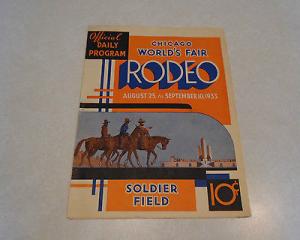 Official
DAILY
PROGRAM
CHICAGO
WORLD'S FAIR
RODEO
AUGUST 25 TO SEPTEMBER 10, 1933
SOLDIER
FIELD
10¢